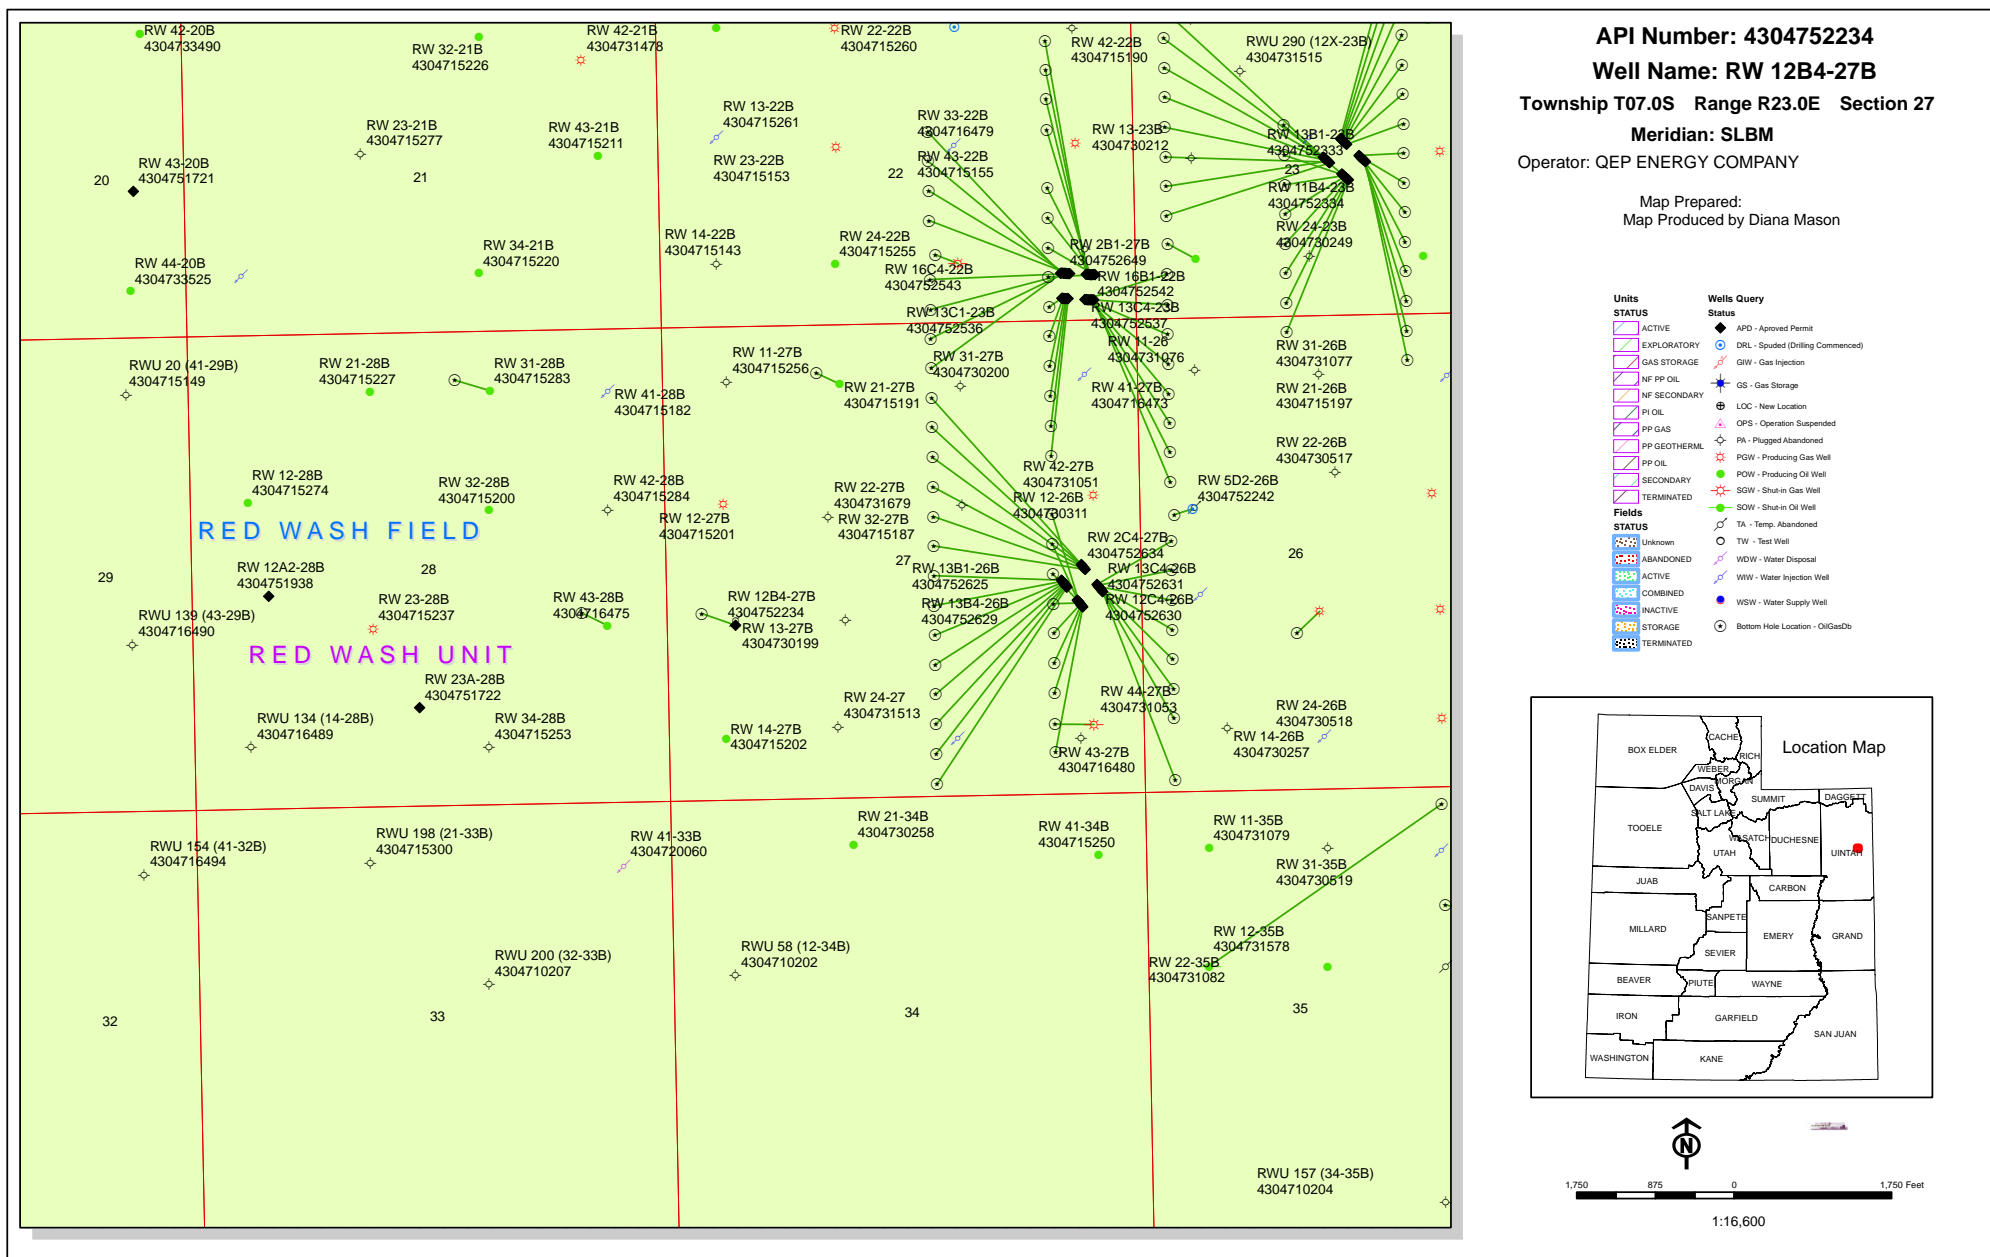 API Number: 4304752234
Well Name: RW 12B4-27B
Township T07.0S Range R23.0E Section 27
Meridian: SLBM
Operator: QEP ENERGY COMPANY
Map Prepared:
Map Produced by Diana Mason
RW 42-20B
4304733490
RW 32-21B
4304715226
RW 42-21B
4304731478
RW 22-22B
4304715260
RW 42-22B
4304715190
RWU 290 (12X-23B)
4304731515
RW 23-21B
4304715277
RW 43-21B
4304715211
RW 13-22B
4304715261
RW 33-22B
4304716479
RW 13-23B
4304730212
RW 13B1-23B
4304752333
RW 43-20B
4304751721
20
21
RW 23-22B
4304715153
22
RW 43-22B
4304715155
23
RW 11B4-23B
4304752334
RW 44-20B
4304733525
RW 34-21B
4304715220
RW 14-22B
4304715143
RW 24-22B
4304715255
RW 16C4-22B
4304752543
RW 2B1-27B
4304752649
RW 24-23B
4304730249
RW 16B1-22B
4304752542
RW 13C1-23B
4304752536
RW 13C4-23B
4304752537
RWU 20 (41-29B)
4304715149
RW 21-28B
4304715227
RW 31-28B
4304715283
RW 41-28B
4304715182
RW 11-27B
4304715256
RW 21-27B
4304715191
RW 31-27B
4304730200
RW 11-26
4304731076
RW 41-27B
4304716473
RW 31-26B
4304731077
RW 21-26B
4304715197
RW 22-26B
4304730517
RW 12-28B
4304715274
RW 32-28B
4304715200
RW 42-28B
4304715284
RW 12-27B
4304715201
RW 22-27B
4304731679
RW 32-27B
4304715187
RW 42-27B
4304731051
RW 12-26B
4304730311
RW 5D2-26B
4304752242
RED WASH FIELD
29
28
27
26
RW 12A2-28B
4304751938
RW 2C4-27B
4304752634
RW 13B1-26B
4304752625
RW 13C4-26B
4304752631
RW 13B4-26B
4304752629
RW 12C4-26B
4304752630
RWU 139 (43-29B)
4304716490
RW 23-28B
4304715237
RW 43-28B
4304716475
RW 12B4-27B
4304752234
RW 13-27B
4304730199
RED WASH UNIT
RW 23A-28B
4304751722
RWU 134 (14-28B)
4304716489
RW 34-28B
4304715253
RW 14-27B
4304715202
RW 24-27
4304731513
RW 44-27B
4304731053
RW 43-27B
4304716480
RW 14-26B
4304730257
RW 24-26B
4304730518
RWU 154 (41-32B)
4304716494
RWU 198 (21-33B)
4304715300
RW 41-33B
4304720060
RW 21-34B
4304730258
RW 41-34B
4304715250
RW 11-35B
4304731079
RW 31-35B
4304730519
RWU 200 (32-33B)
4304710207
RWU 58 (12-34B)
4304710202
RW 12-35B
4304731578
RW 22-35B
4304731082
32
33
34
35
RWU 157 (34-35B)
4304710204
Units
STATUS
ACTIVE
EXPLORATORY
GAS STORAGE
NF PP OIL
NF SECONDARY
PI OIL
PP GAS
PP GEOTHERML
PP OIL
SECONDARY
TERMINATED
Fields
STATUS
Unknown
ABANDONED
ACTIVE
COMBINED
INACTIVE
STORAGE
TERMINATED
Wells Query
Status
APD - Aproved Permit
DRL - Spuded (Drilling Commenced)
GIW - Gas Injection
GS - Gas Storage
LOC - New Location
OPS - Operation Suspended
PA - Plugged Abandoned
PGW - Producing Gas Well
POW - Producing Oil Well
SGW - Shut-in Gas Well
SOW - Shut-in Oil Well
TA - Temp. Abandoned
TW - Test Well
WDW - Water Disposal
WIW - Water Injection Well
WSW - Water Supply Well
Bottom Hole Location - OilGasDb
Location Map
BOX ELDER
CACHE
RICH
WEBER
MORGAN
DAVIS
SUMMIT
DAGGETT
SALT LAKE
TOOELE
WASATCH
DUCHESNE
UTAH
UINTAH
JUAB
CARBON
SANPETE
MILLARD
EMERY
GRAND
SEVIER
BEAVER
PIUTE
WAYNE
IRON
GARFIELD
SAN JUAN
WASHINGTON
KANE
N
1,750 875 0 1,750 Feet
1:16,600